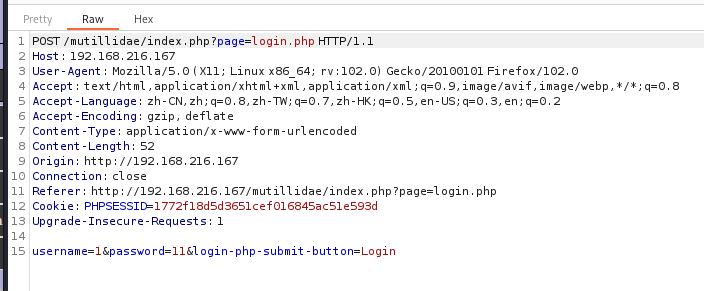 Pretty Raw Hex
1 POST /mutillidae/index.php?page=login.php HTTP/1.1
2 Host: 192.168.216.167
3 User-Agent: Mozilla/5.0 (X11; Linux x86_64; rv:102.0) Gecko/20100101 Firefox/102.0
4 Accept: text/html,application/xhtml+xml,application/xml;q=0.9,image/avif,image/webp,*/*;q=0.8
5 Accept-Language: zh-CN,zh;q=0.8,zh-TW;q=0.7,zh-HK;q=0.5,en-US;q=0.3,en;q=0.2
6 Accept-Encoding: gzip, deflate
7 Content-Type: application/x-www-form-urlencoded
8 Content-Length: 52
9 Origin: http://192.168.216.167
10 Connection: close
11 Referer: http://192.168.216.167/mutillidae/index.php?page=login.php
12 Cookie: PHPSESSID=1772f18d5d3651cef016845ac51e593d
13 Upgrade-Insecure-Requests: 1
14
15 username=1&password=11&login-php-submit-button=Login